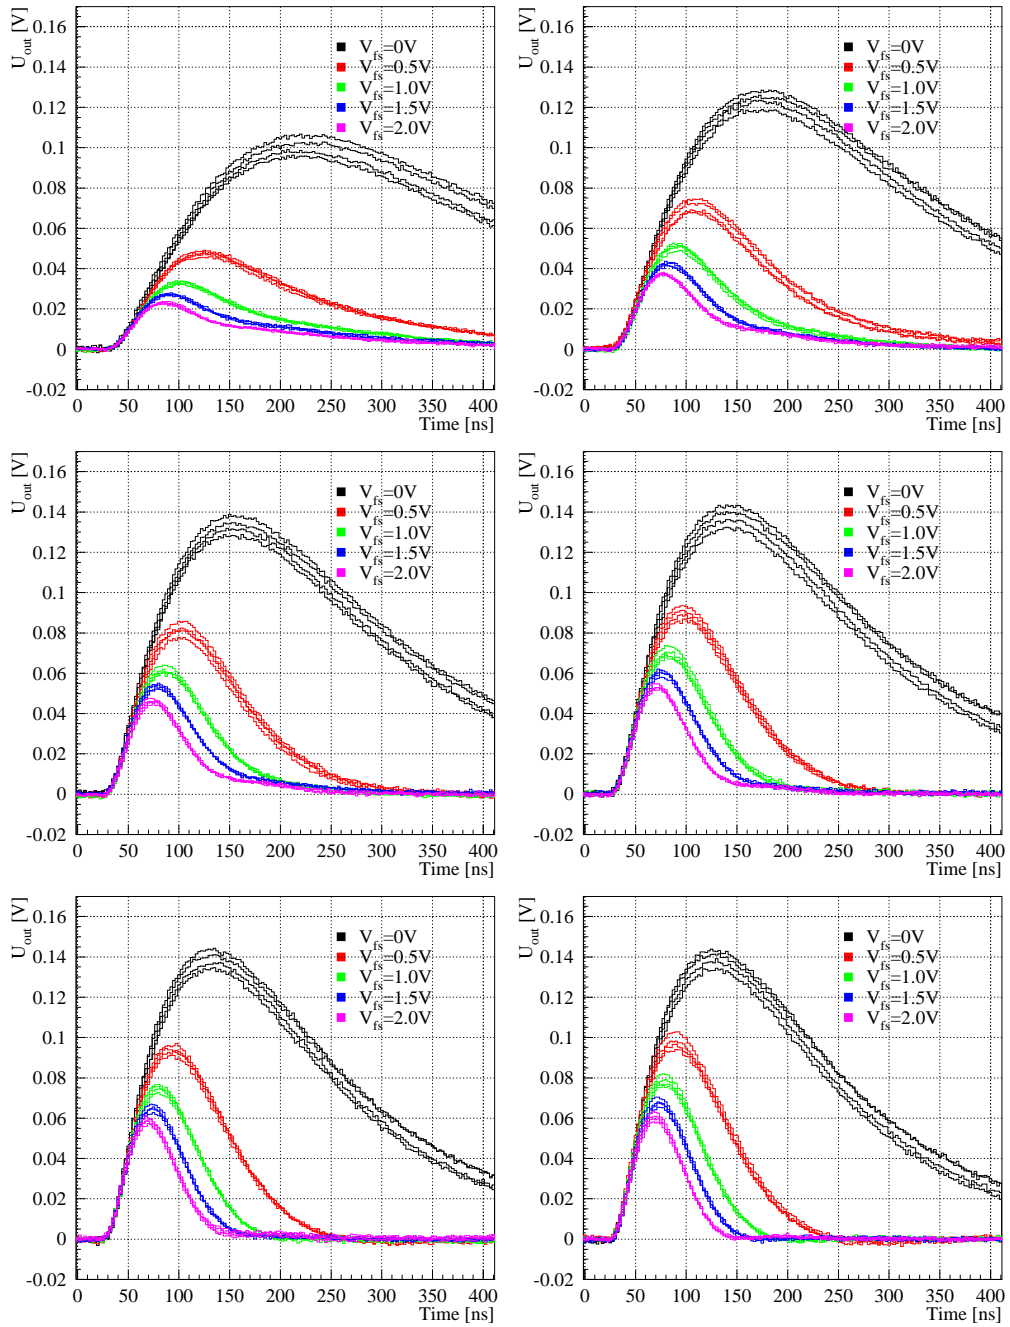 U_out [V]
0.16
0.14
0.12
0.1
0.08
0.06
0.04
0.02
0
-0.02
V_fs=0V
V_fs=0.5V
V_fs=1.0V
V_fs=1.5V
V_fs=2.0V
0 50 100 150 200 250 300 350 400
Time [ns]
U_out [V]
0.16
0.14
0.12
0.1
0.08
0.06
0.04
0.02
0
-0.02
V_fs=0V
V_fs=0.5V
V_fs=1.0V
V_fs=1.5V
V_fs=2.0V
0 50 100 150 200 250 300 350 400
Time [ns]
U_out [V]
0.16
0.14
0.12
0.1
0.08
0.06
0.04
0.02
0
-0.02
V_fs=0V
V_fs=0.5V
V_fs=1.0V
V_fs=1.5V
V_fs=2.0V
0 50 100 150 200 250 300 350 400
Time [ns]
U_out [V]
0.16
0.14
0.12
0.1
0.08
0.06
0.04
0.02
0
-0.02
V_fs=0V
V_fs=0.5V
V_fs=1.0V
V_fs=1.5V
V_fs=2.0V
0 50 100 150 200 250 300 350 400
Time [ns]
U_out [V]
0.16
0.14
0.12
0.1
0.08
0.06
0.04
0.02
0
-0.02
V_fs=0V
V_fs=0.5V
V_fs=1.0V
V_fs=1.5V
V_fs=2.0V
0 50 100 150 200 250 300 350 400
Time [ns]
U_out [V]
0.16
0.14
0.12
0.1
0.08
0.06
0.04
0.02
0
-0.02
V_fs=0V
V_fs=0.5V
V_fs=1.0V
V_fs=1.5V
V_fs=2.0V
0 50 100 150 200 250 300 350 400
Time [ns]